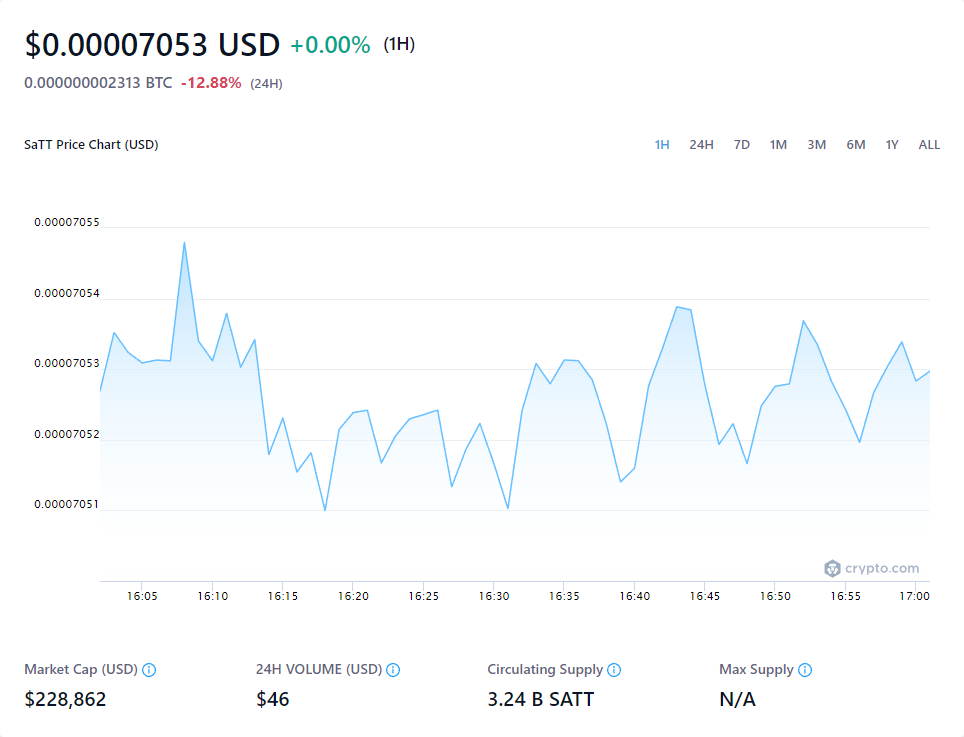 $0.00007053 USD +0.00% (1H)
0.000000002313 BTC -12.88% (24H)
SaTT Price Chart (USD)
1H 24H 7D 1M 3M 6M 1Y ALL
0.00007055
0.00007054
0.00007053
0.00007052
0.00007051
crypto.com
16:05 16:10 16:15 16:20 16:25 16:30 16:35 16:40 16:45 16:50 16:55 17:00
Market Cap (USD) 24H VOLUME (USD) Circulating Supply Max Supply
$228,862 $46 3.24 B SATT N/A